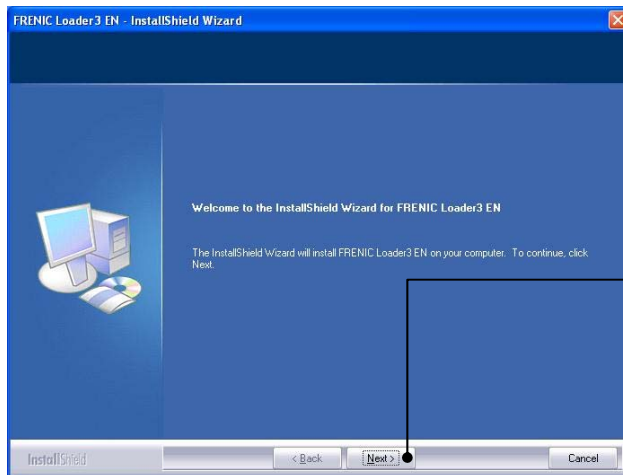 FRENIC Loader3 EN - InstallShield Wizard
Welcome to the InstallShield Wizard for FRENIC Loader3 EN
The InstallShield Wizard will install FRENIC Loader3 EN on your computer. To continue, click
Next.
InstallShield
< Back
Next >
Cancel